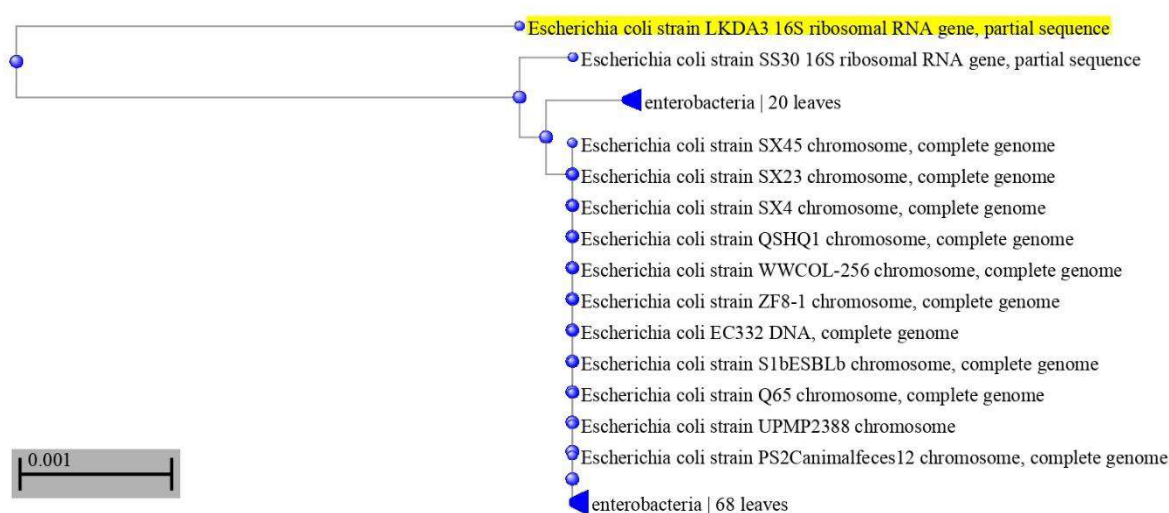 Escherichia coli strain LKDA3 16S ribosomal RNA gene, partial sequence
Escherichia coli strain SS30 16S ribosomal RNA gene, partial sequence
enterobacteria | 20 leaves
Escherichia coli strain SX45 chromosome, complete genome
Escherichia coli strain SX23 chromosome, complete genome
Escherichia coli strain SX4 chromosome, complete genome
Escherichia coli strain QSHQ1 chromosome, complete genome
Escherichia coli strain WWCOL-256 chromosome, complete genome
Escherichia coli strain ZF8-1 chromosome, complete genome
Escherichia coli EC332 DNA, complete genome
Escherichia coli strain S1bESBLb chromosome, complete genome
Escherichia coli strain Q65 chromosome, complete genome
Escherichia coli strain UPMP2388 chromosome
Escherichia coli strain PS2Canimalfeces12 chromosome, complete genome
0.001
enterobacteria | 68 leaves